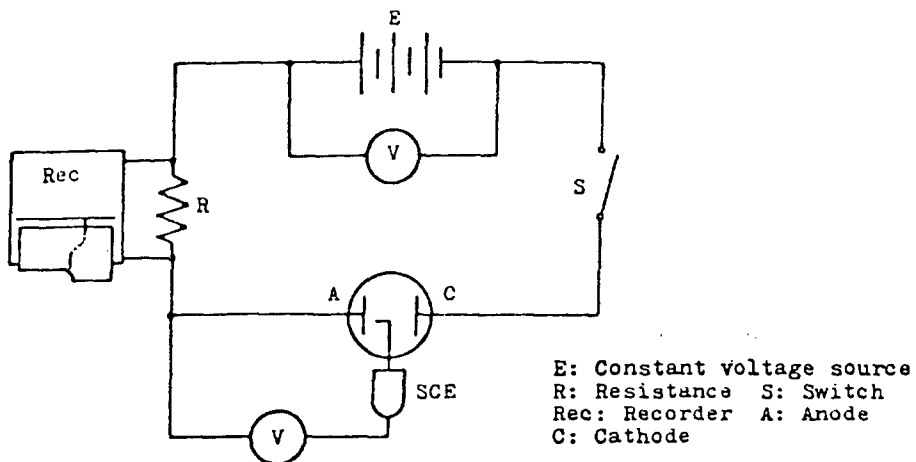 E
V
Rec
R
S
A
C
SCE
V
E: Constant voltage source
R: Resistance S: Switch
Rec: Recorder A: Anode
C: Cathode